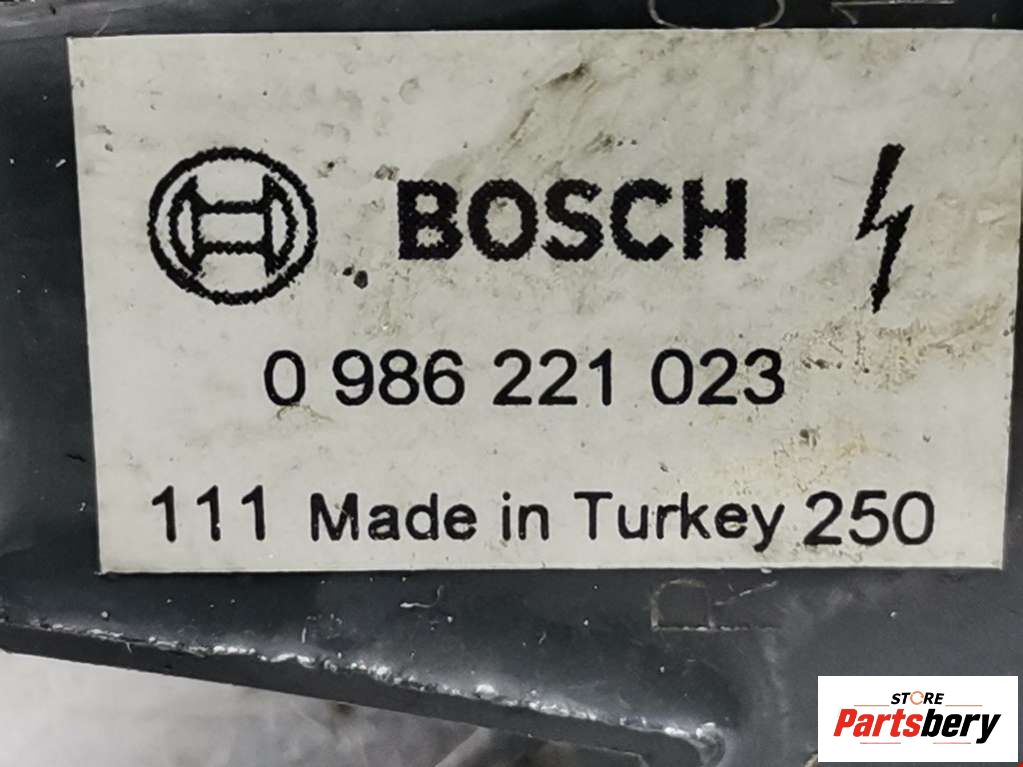 BOSCH
0 986 221 023
111 Made in Turkey 250
STORE
Partsbery